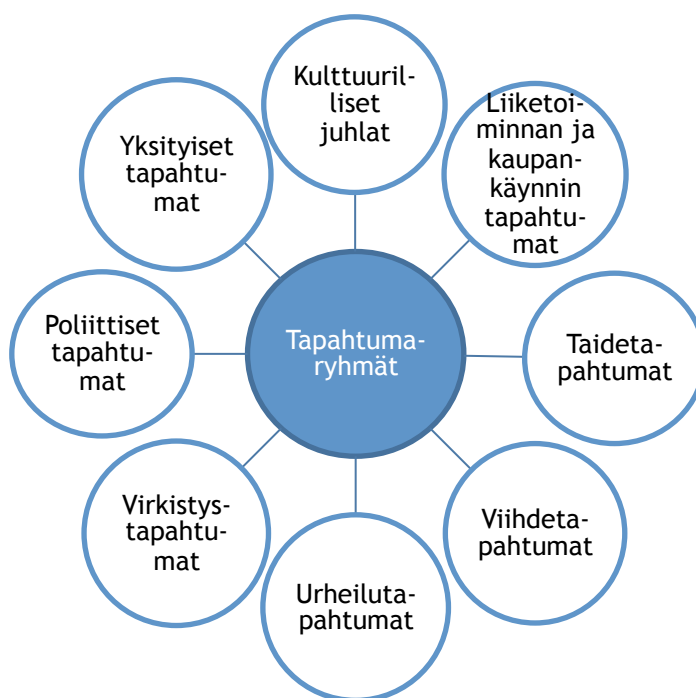 Kulttuuril-
liset
juhlat
Liiketoi-
minnan ja
kaupan-
käynnin
tapahtu-
mat
Taideta-
pahtumat
Viihdeta-
pahtumat
Urheiluta-
pahtumat
Virkistys-
tapahtu-
mat
Poliittiset
tapahtu-
mat
Yksityiset
tapahtu-
mat
Tapahtuma-
ryhmät